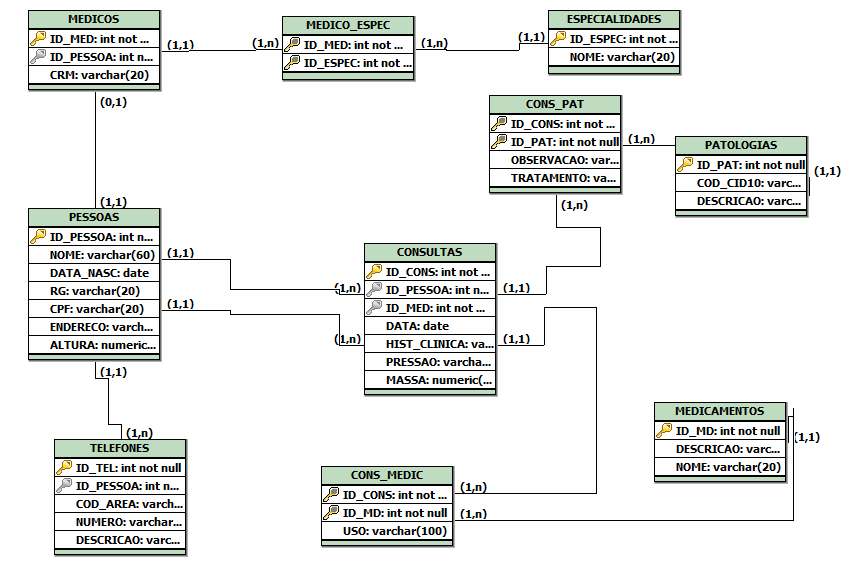 MEDICOS
ID_MED: int not ...
ID_PESSOA: int n...
CRM: varchar(20)
(1,1)
(1,n)
MEDICO_ESPEC
ID_MED: int not ...
ID_ESPEC: int not ...
(1,n)
(1,1)
ESPECIALIDADES
ID_ESPEC: int not ...
NOME: varchar(20)
(0,1)
(1,1)
CONS_PAT
ID_CONS: int not ...
ID_PAT: int not null
OBSERVACAO: var...
TRATAMENTO: va...
(1,n)
(1,n)
PATOLOGIAS
ID_PAT: int not null
COD_CID10: varc...
DESCRICAO: varc...
(1,1)
PESSOAS
ID_PESSOA: int n...
NOME: varchar(60)
DATA_NASC: date
RG: varchar(20)
CPF: varchar(20)
ENDERECO: varch...
ALTURA: numeric...
(1,1)
(1,1)
(1,n)
(1,n)
CONSULTAS
ID_CONS: int not ...
ID_PESSOA: int n...
ID_MED: int not ...
DATA: date
HIST_CLINICA: va...
PRESSAO: varcha...
MASSA: numeric(...
(1,1)
(1,1)
(1,1)
(1,n)
TELEFONES
ID_TEL: int not null
ID_PESSOA: int n...
COD_AREA: varch...
NUMERO: varchar...
DESCRICAO: varc...
CONS_MEDIC
ID_CONS: int not ...
ID_MD: int not null
USO: varchar(100)
(1,n)
(1,n)
MEDICAMENTOS
ID_MD: int not null
DESCRICAO: varc...
NOME: varchar(20)
(1,1)